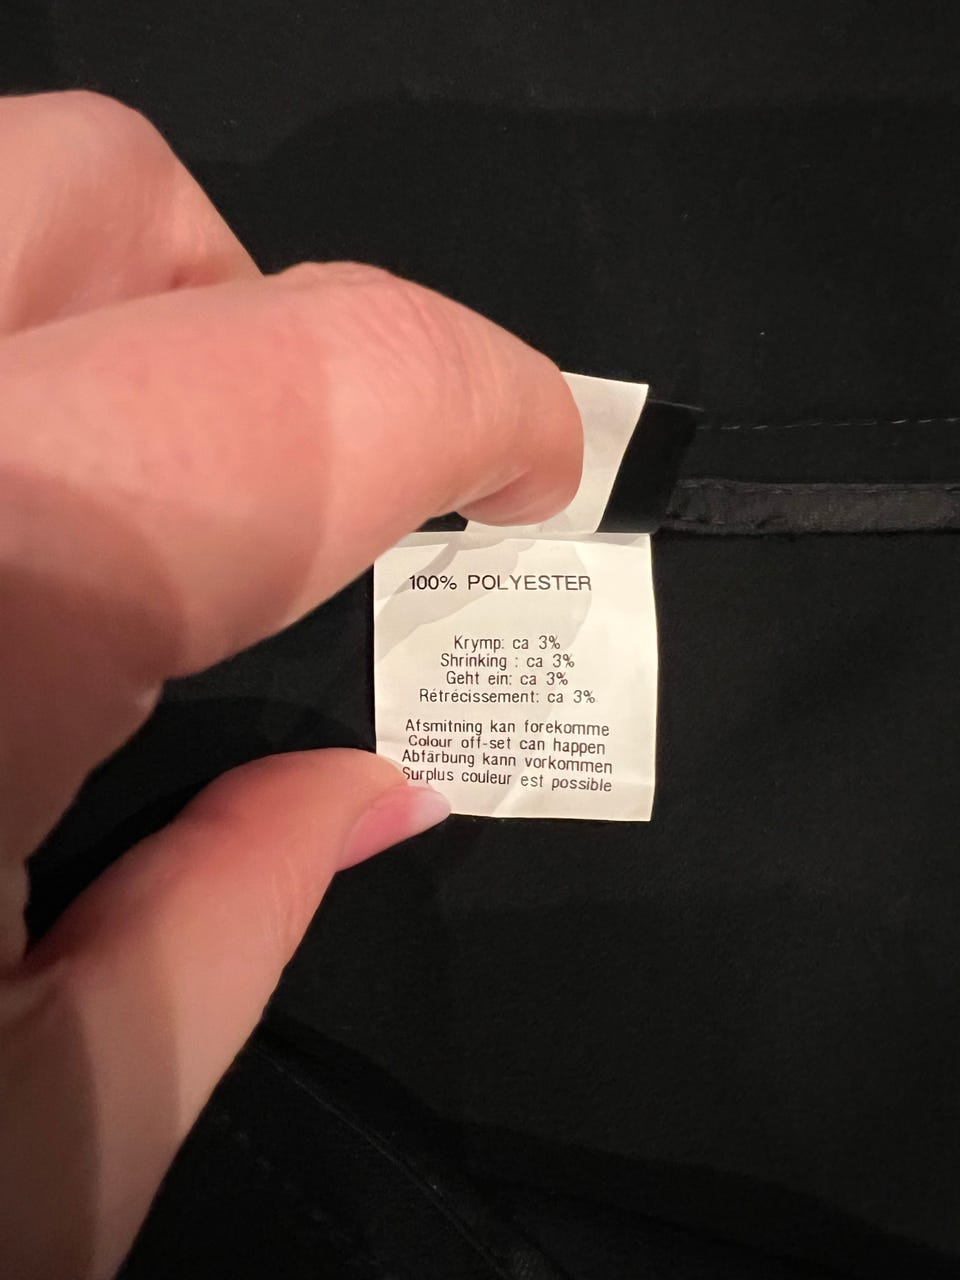 100% POLYESTER
Krymp: ca 3%
Shrinking : ca 3%
Geht ein: ca 3%
Rétrécissement: ca 3%
Afsmitning kan forekomme
Colour off-set can happen
Abfärbung kann vorkommen
Surplus couleur est possible